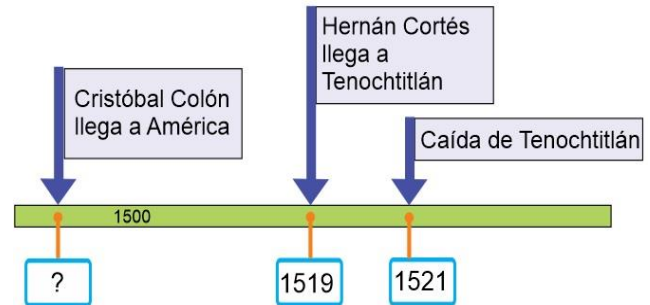 Hernán Cortés
llega a
Tenochtitlán
Cristóbal Colón
llega a América
Caída de Tenochtitlán
1500
?
1519
1521